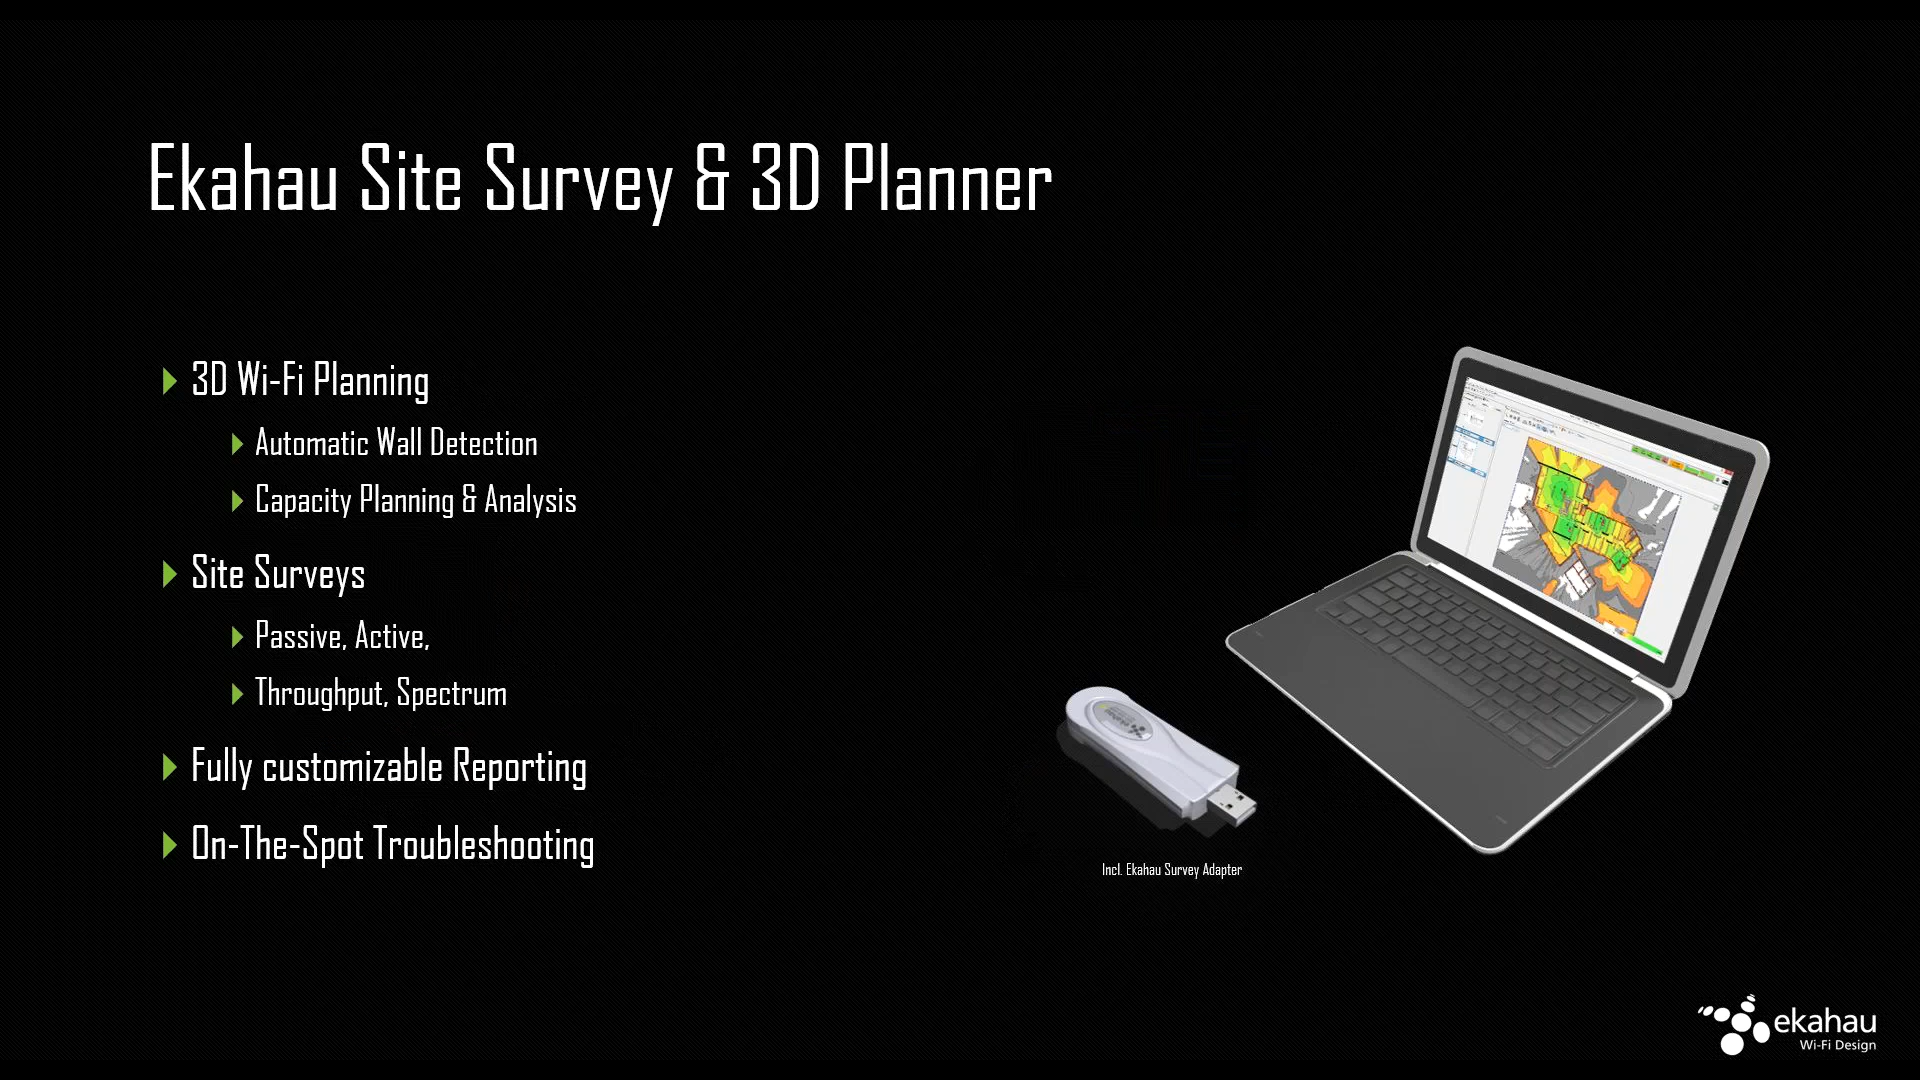 Ekahau Site Survey & 3D Planner
3D Wi-Fi Planning
Automatic Wall Detection
Capacity Planning & Analysis
Site Surveys
Passive, Active,
Throughput, Spectrum
Fully customizable Reporting
On-The-Spot Troubleshooting
Incl. Ekahau Survey Adapter
ekahau
Wi-Fi Design